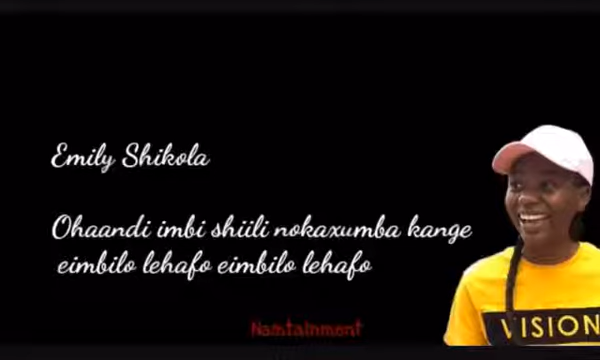 Emily Shikola
Ohaandi imbi shiili nokaxumba kange
eimbilo lehafo eimbilo lehafo
Namtainment
VISION